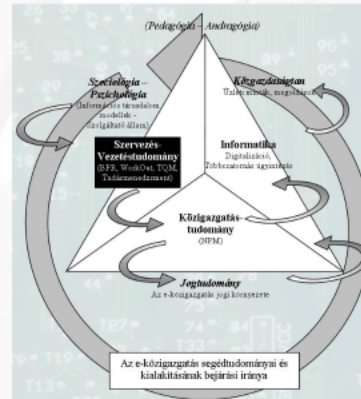 (Pedagógia – Andragógia)
Szociológia –
Pszichológia
(Információs társadalom,
modellek -
Szolgáltató állam)
Közgazdaságtan
Üzleti minták, megoldások
Szervezés-
Vezetéstudomány
(BPR, WorkOut, TQM,
Tudásmenedzsment)
Informatika
Digitalizáció,
Többcsatornás ügyintézés
Közigazgatás-
tudomány
(NPM)
Jogtudomány
Az e-közigazgatás jogi környezete
Az e-közigazgatás segédtudományai és
kialakításának bejárási iránya